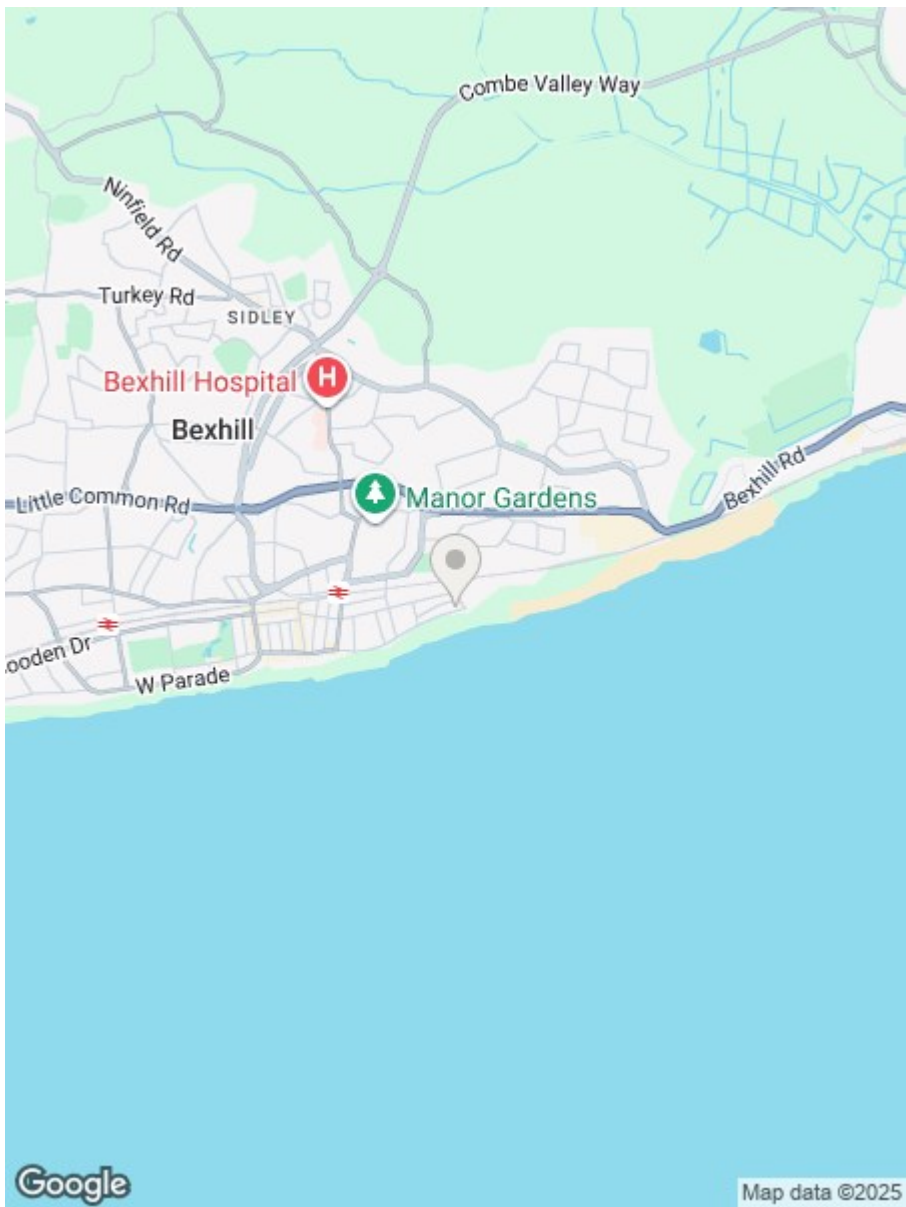 Combe Valley Way
Ninfield Rd
Turkey Rd
SIDLEY
Bexhill Hospital
H
Bexhill
Little Common Rd
Manor Gardens
Bexhill Rd
ooden Dr
W Parade
Google
Map data ©2025